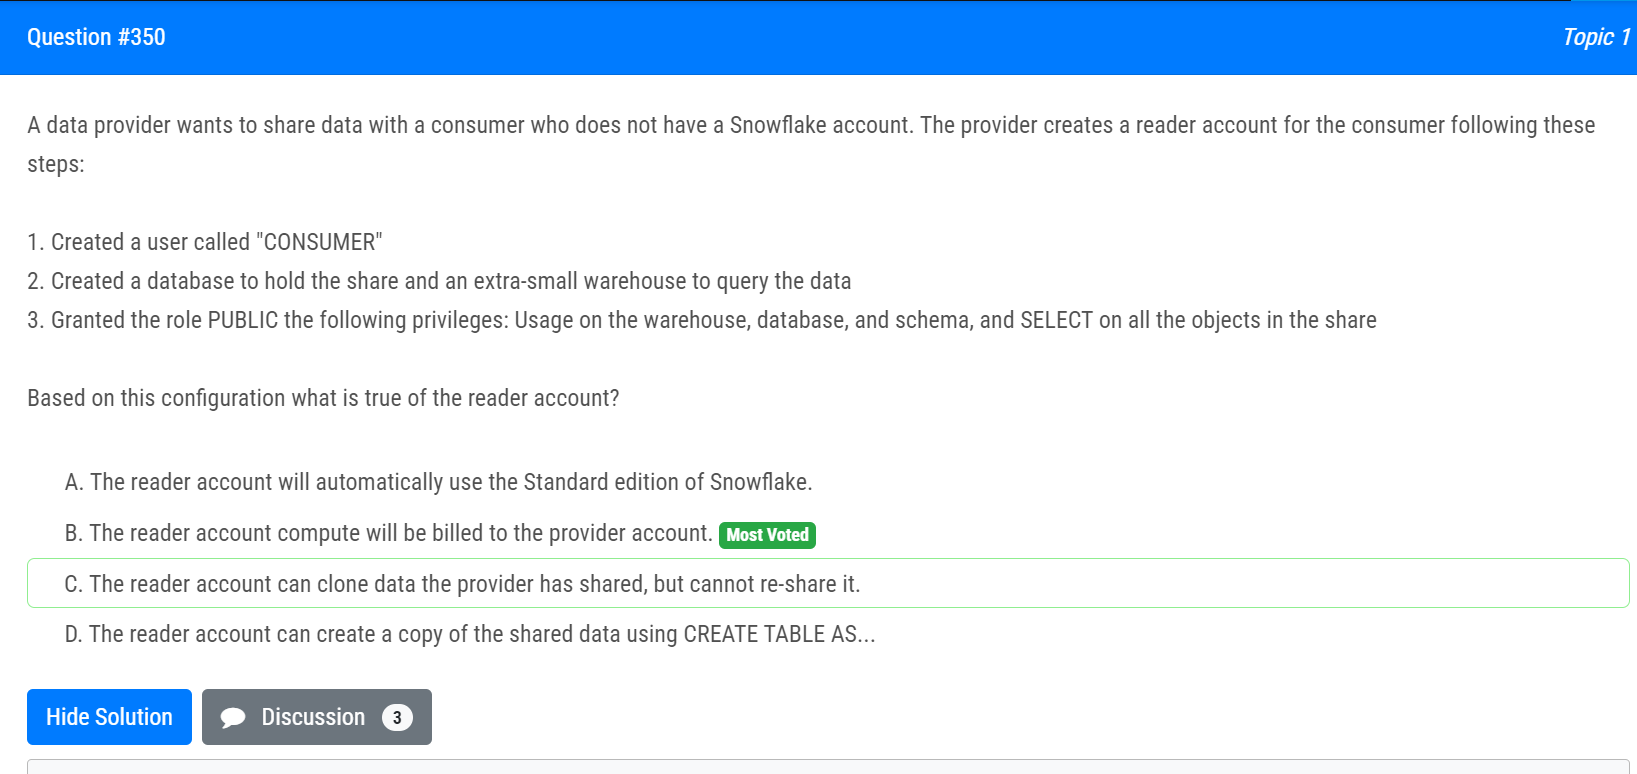 Question #350
Topic 1
A data provider wants to share data with a consumer who does not have a Snowflake account. The provider creates a reader account for the consumer following these
steps:
1. Created a user called "CONSUMER"
2. Created a database to hold the share and an extra-small warehouse to query the data
3. Granted the role PUBLIC the following privileges: Usage on the warehouse, database, and schema, and SELECT on all the objects in the share
Based on this configuration what is true of the reader account?
A. The reader account will automatically use the Standard edition of Snowflake.
B. The reader account compute will be billed to the provider account. Most Voted
C. The reader account can clone data the provider has shared, but cannot re-share it.
D. The reader account can create a copy of the shared data using CREATE TABLE AS...
Hide Solution
Discussion 3